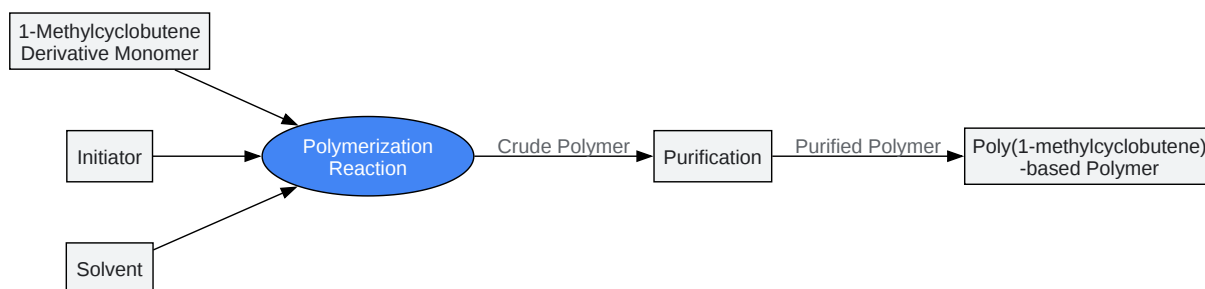 1-Methylcyclobutene
Derivative Monomer
Initiator
Solvent
Polymerization
Reaction
Crude Polymer
Purification
Purified Polymer
Poly(1-methylcyclobutene)
-based Polymer